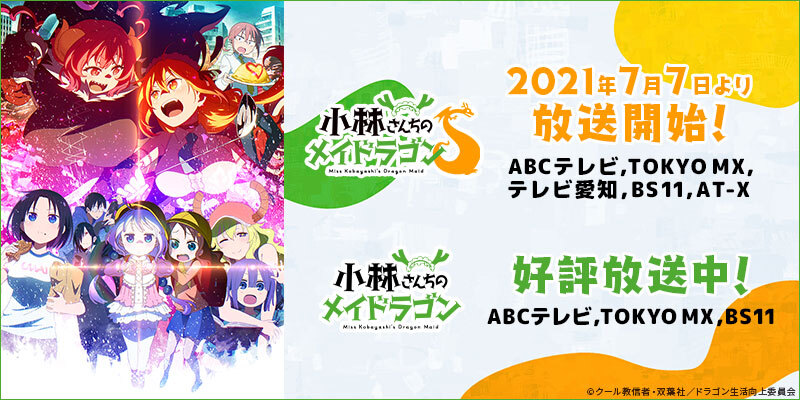 小林さんちの
メイドラゴンS
Miss Kobayashi's Dragon Maid
2021年7月7日より
放送開始!
ABCテレビ,TOKYO MX,
テレビ愛知,BS11,AT-X
小林さんちの
メイドラゴン
Miss Kobayashi's Dragon Maid
好評放送中!
ABCテレビ,TOKYO MX,BS11
©クール教信者・双葉社/ドラゴン生活向上委員会